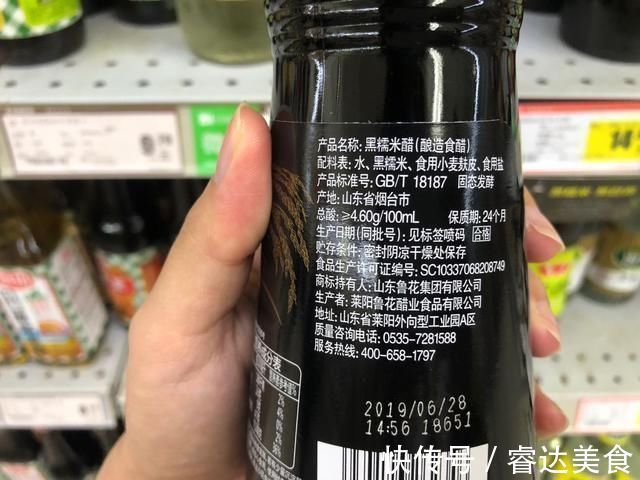 产品名称：黑糯米醋（酿造食醋）
配料表：水、黑糯米、食用小麦麸皮、食用盐
产品标准号：GB/T 18187 固态发酵
产地：山东省烟台市
总酸：≥4.60g/100mL 保质期：24个月
生产日期（同批号）：见标签喷码 合格
贮存条件：密封阴凉干燥处保存
食品生产许可证编号：SC10337068208749
商标持有人：山东鲁花集团有限公司
生产者：莱阳鲁花醋业食品有限公司
地址：山东省莱阳外向型工业园A区
质量咨询电话：0535-7281588
服务热线：400-658-1797
2019/06/28
14:56 18651
快传号 / 睿达美食